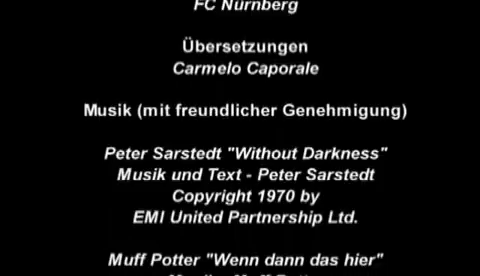 FC Nürnberg
Übersetzungen
Carmelo Caporale
Musik (mit freundlicher Genehmigung)
Peter Sarstedt "Without Darkness"
Musik und Text - Peter Sarstedt
Copyright 1970 by
EMI United Partnership Ltd.
Muff Potter "Wenn dann das hier"